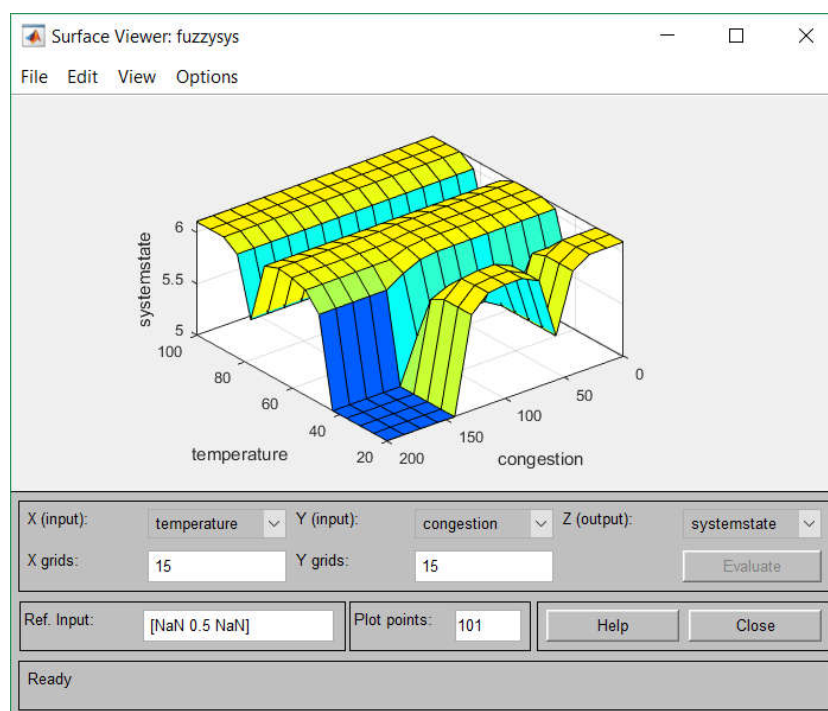 Surface Viewer: fuzzysys
File Edit View Options
6
5.5
5
systemstate
100
80
60
40
20
temperature
200
150
100
50
0
congestion
X (input): temperature Y (input): congestion Z (output): systemstate
X grids: 15 Y grids: 15 Evaluate
Ref. Input: [NaN 0.5 NaN] Plot points: 101 Help Close
Ready